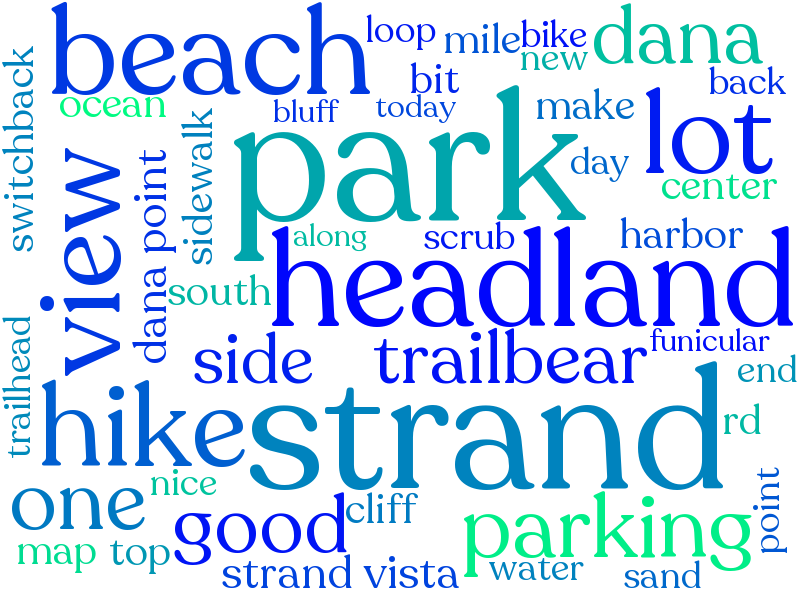 beach
loop
mile
bike
dana
new
back
bit
ocean
bluff
today
make
lot
switchback
sidewalk
park
day
center
view
dana point
along
scrub
harbor
south
headland
trailhead
side
trailbear
funicular
end
hike
strand
rd
one
nice
good
cliff
parking
point
map
top
strand vista
water
sand